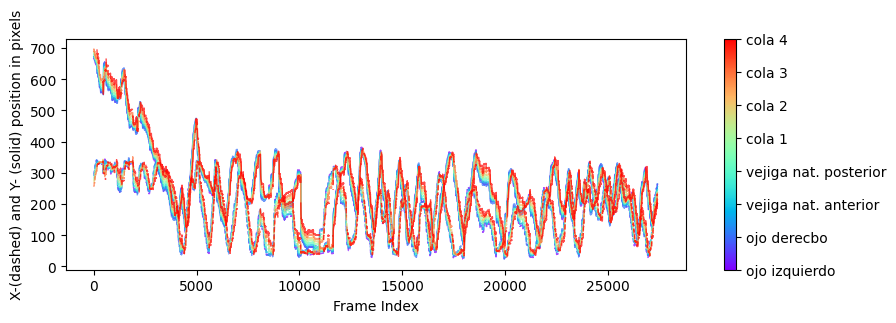 X-(dashed) and Y- (solid) position in pixels
700
600
500
400
300
200
100
0
0
5000
10000
15000
20000
25000
Frame Index
cola 4
cola 3
cola 2
cola 1
vejiga nat. posterior
vejiga nat. anterior
ojo derecbo
ojo izquierdo